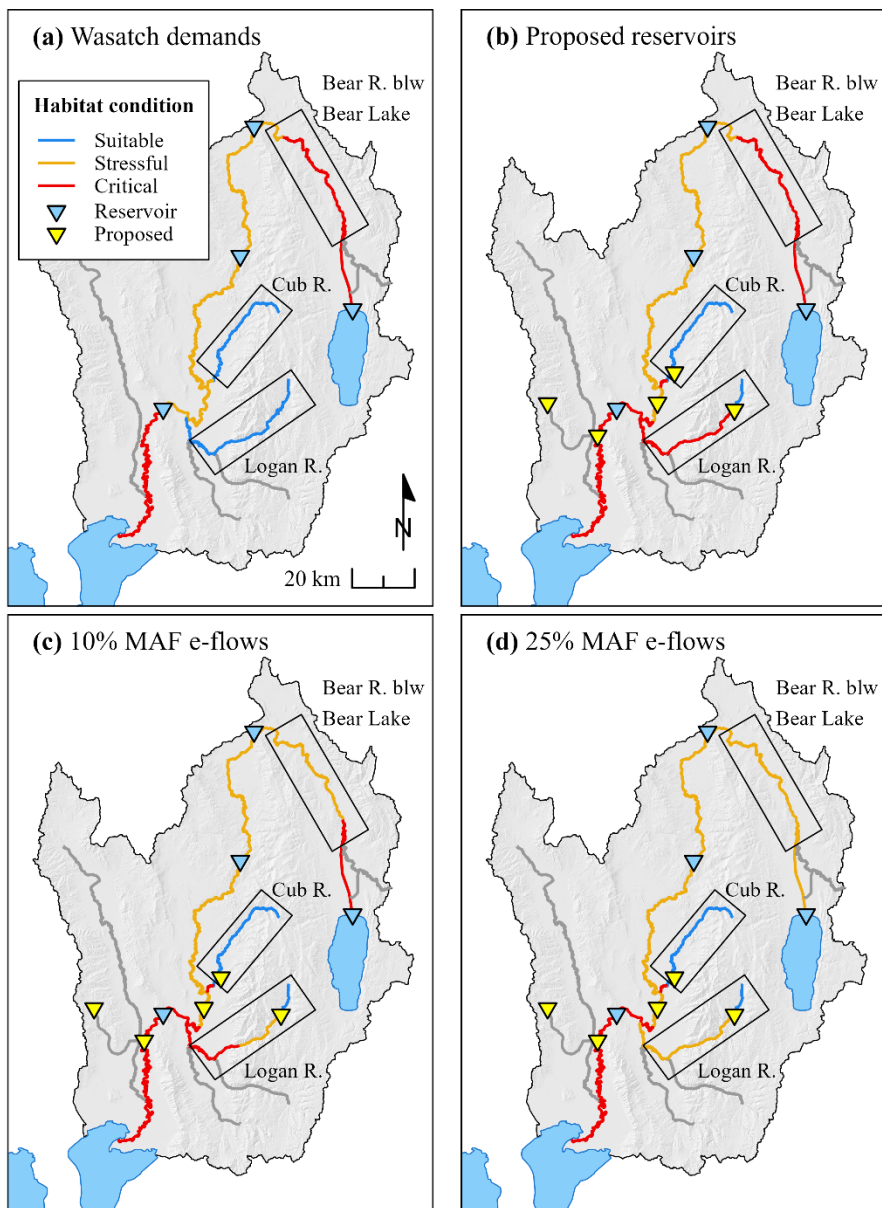 (a) Wasatch demands
Bear R. blw
Bear Lake
Habitat condition
Suitable
Stressful
Critical
Reservoir
Proposed
Cub R.
Logan R.
N
20 km
(b) Proposed reservoirs
Bear R. blw
Bear Lake
Cub R.
Logan R.
(c) 10% MAF e-flows
Bear R. blw
Bear Lake
Cub R.
Logan R.
(d) 25% MAF e-flows
Bear R. blw
Bear Lake
Cub R.
Logan R.